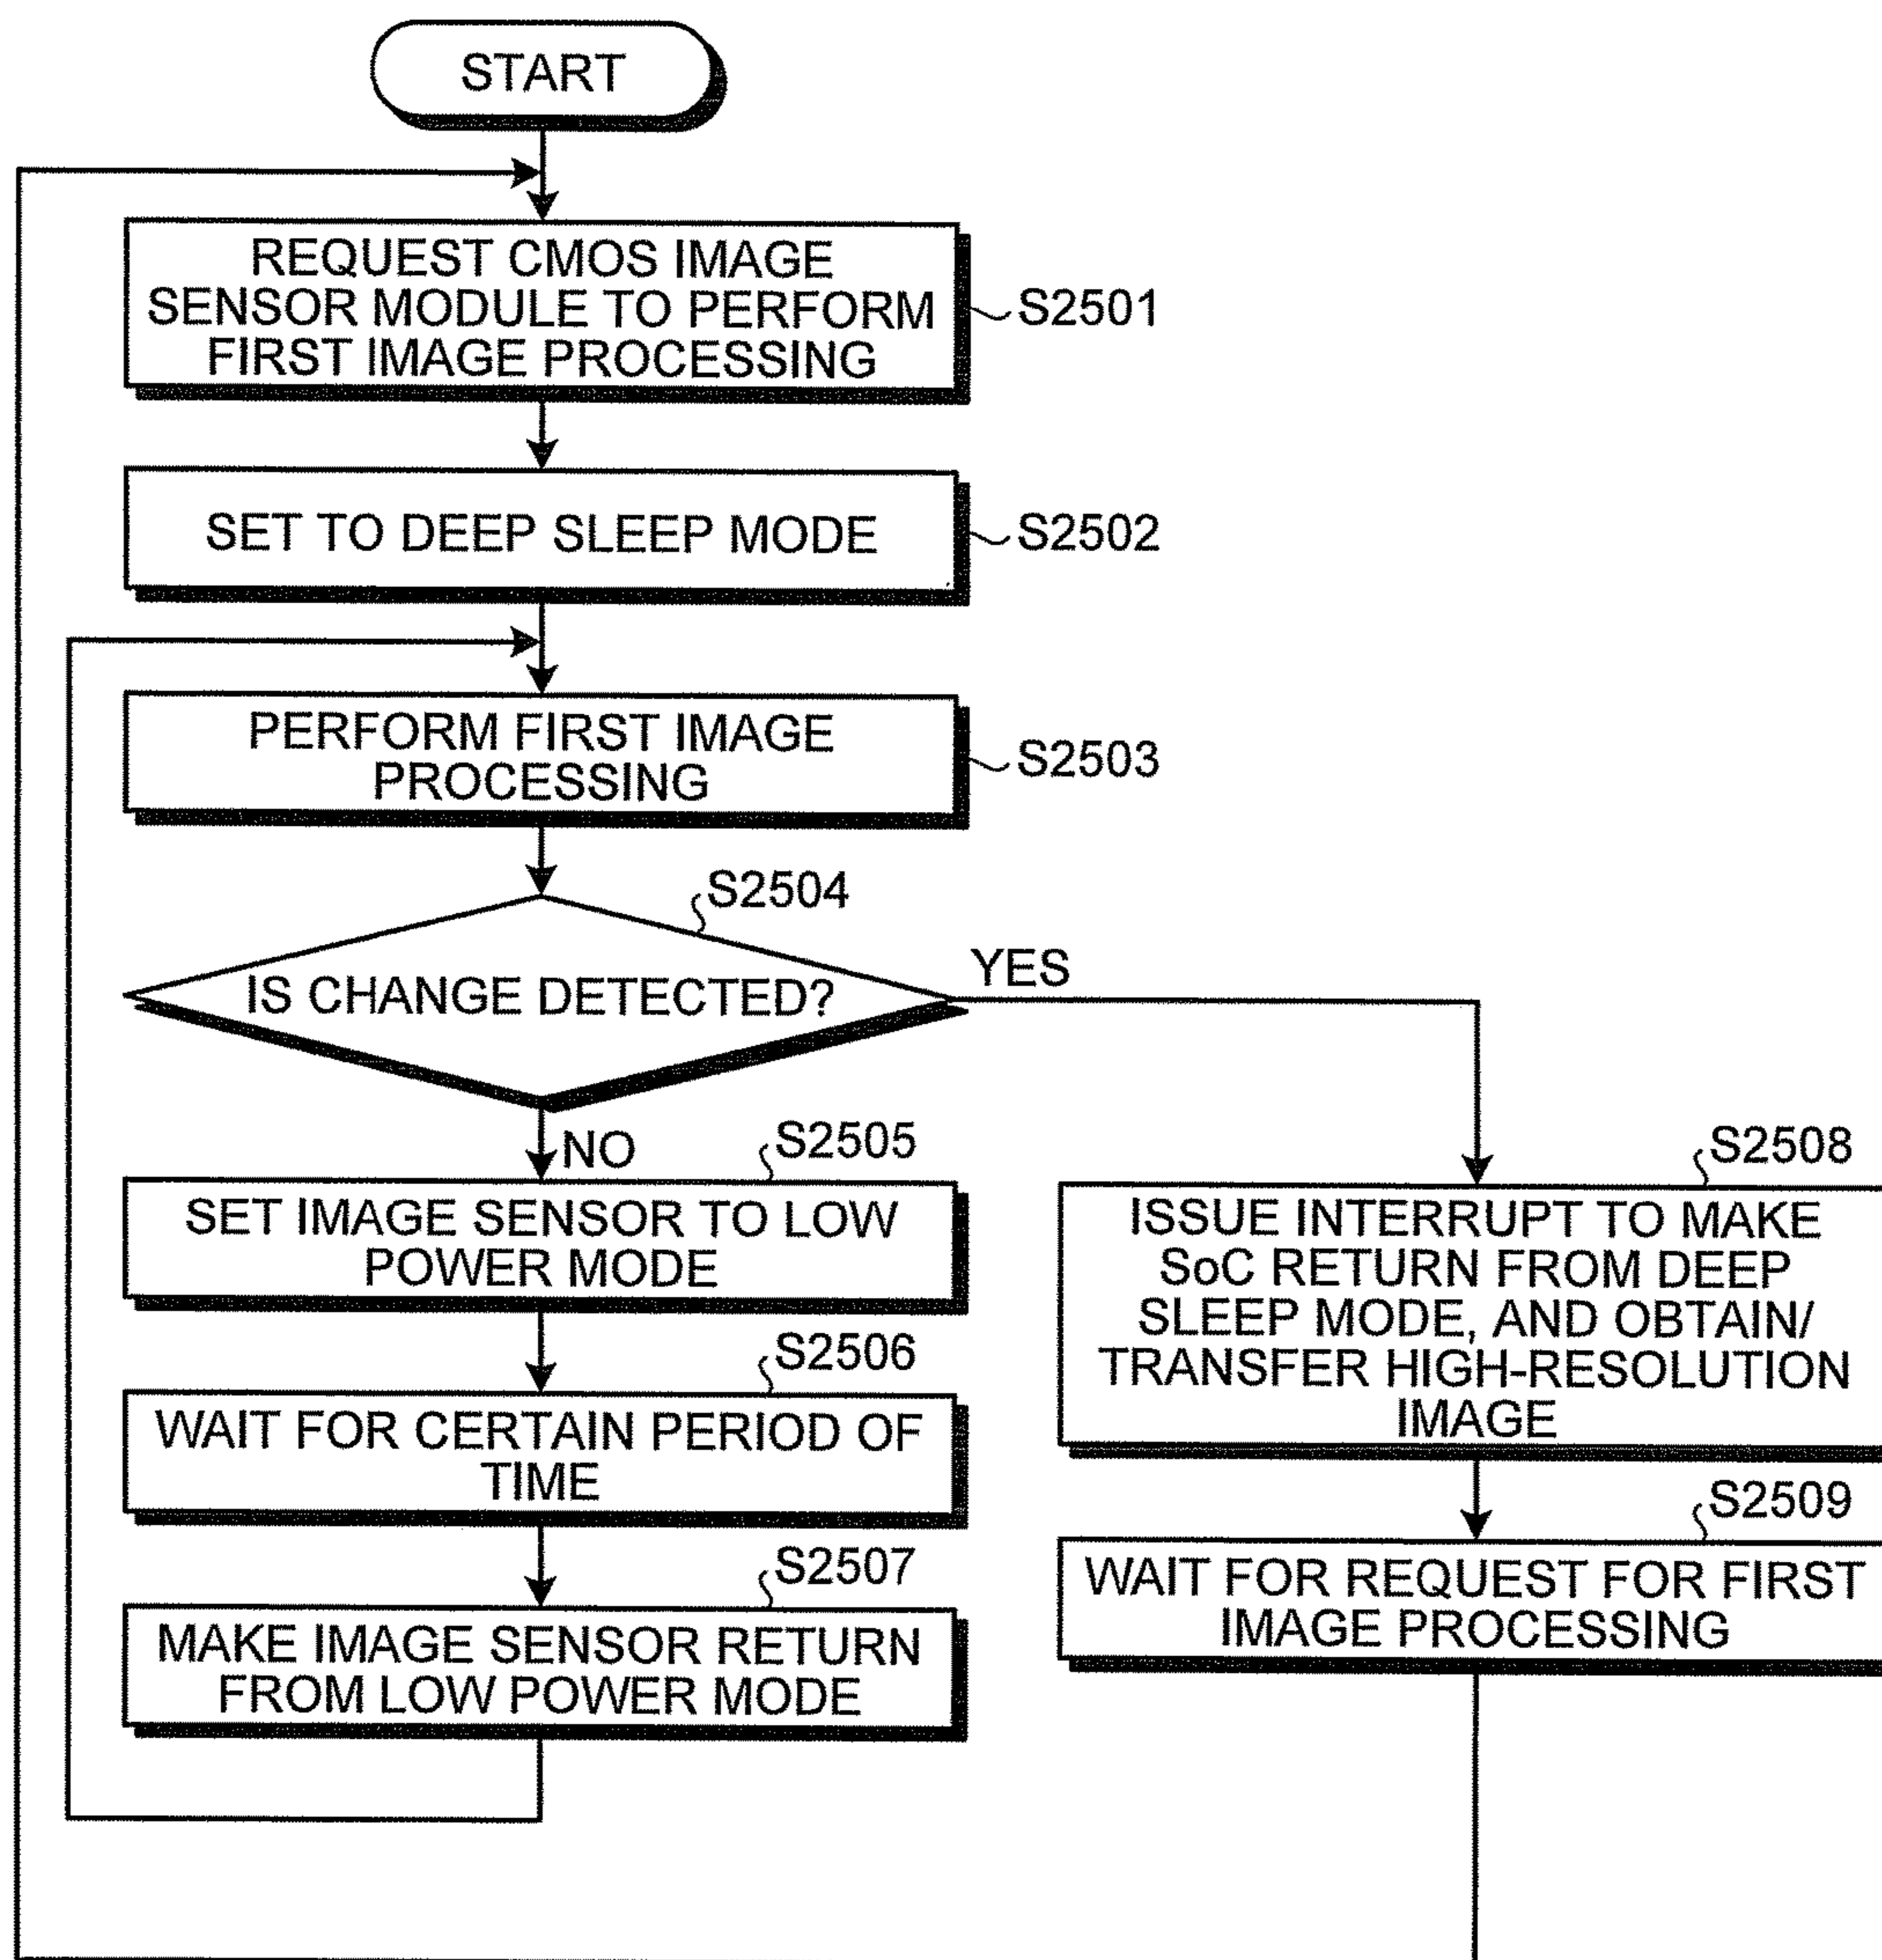 START
REQUEST CMOS IMAGE
SENSOR MODULE TO PERFORM
FIRST IMAGE PROCESSING
S2501
SET TO DEEP SLEEP MODE
S2502
PERFORM FIRST IMAGE
PROCESSING
S2503
S2504
IS CHANGE DETECTED?
YES
NO
S2505
SET IMAGE SENSOR TO LOW
POWER MODE
S2506
WAIT FOR CERTAIN PERIOD OF
TIME
S2507
MAKE IMAGE SENSOR RETURN
FROM LOW POWER MODE
S2508
ISSUE INTERRUPT TO MAKE
SoC RETURN FROM DEEP
SLEEP MODE, AND OBTAIN/
TRANSFER HIGH-RESOLUTION
IMAGE
S2509
WAIT FOR REQUEST FOR FIRST
IMAGE PROCESSING